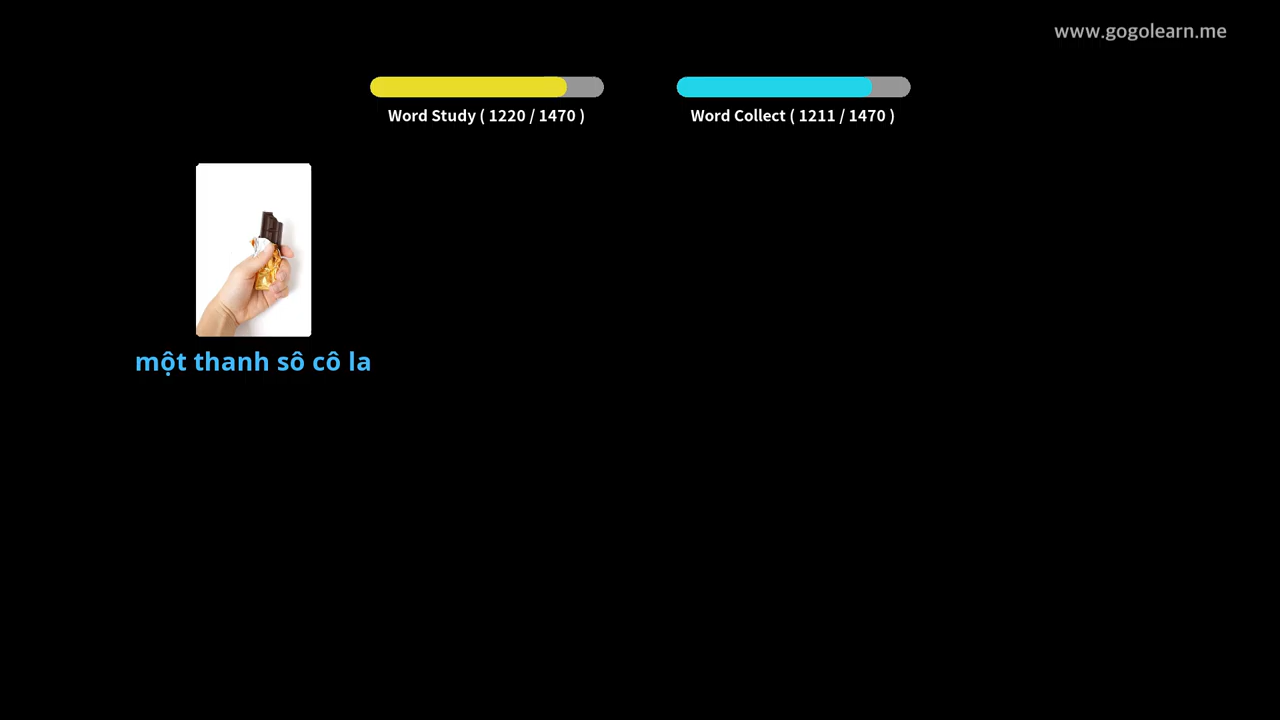 www.gogolearn.me
Word Study ( 1220 / 1470 )
Word Collect ( 1211 / 1470 )
một thanh sô cô la